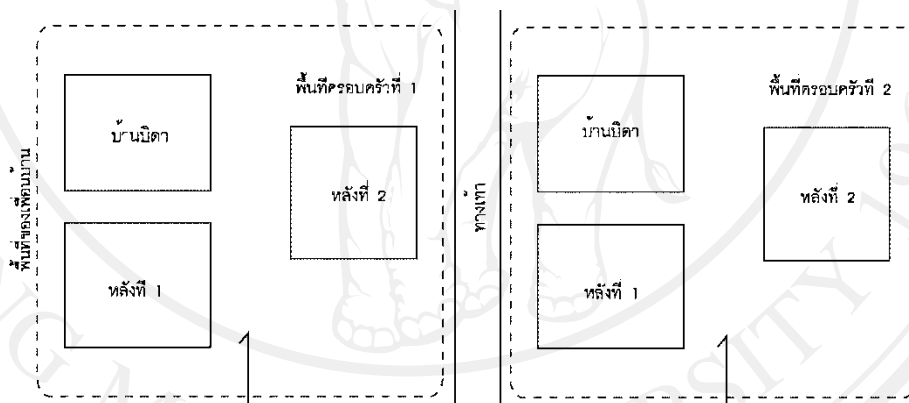 พื้นที่ของเพื่อนบ้าน
พื้นที่ครอบครัวที่ 1
บ้านบิดา
หลังที่ 2
หลังที่ 1
ทางเท้า
พื้นที่ครอบครัวที่ 2
บ้านบิดา
หลังที่ 2
หลังที่ 1